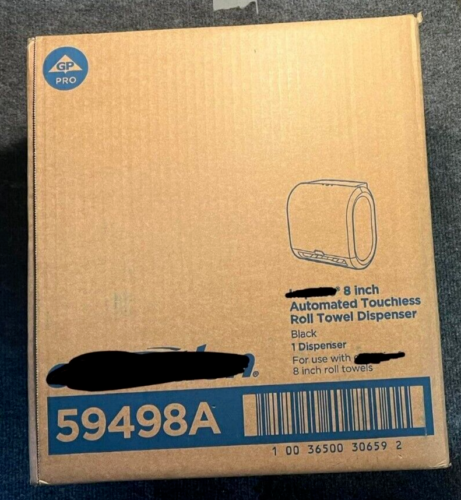 GP
PRO
® 8 inch
Automated Touchless
Roll Towel Dispenser
Black
1 Dispenser
For use with
8 inch roll towels
®
59498A
1 00 36500 30659 2